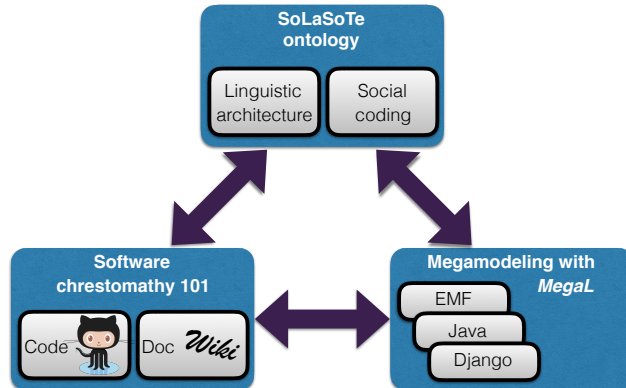 SoLaSoTe
ontology
Linguistic
architecture
Social
coding
Software
chrestomathy 101
Code
Doc
Wiki
Megamodeling with
MegaL
EMF
Java
Django